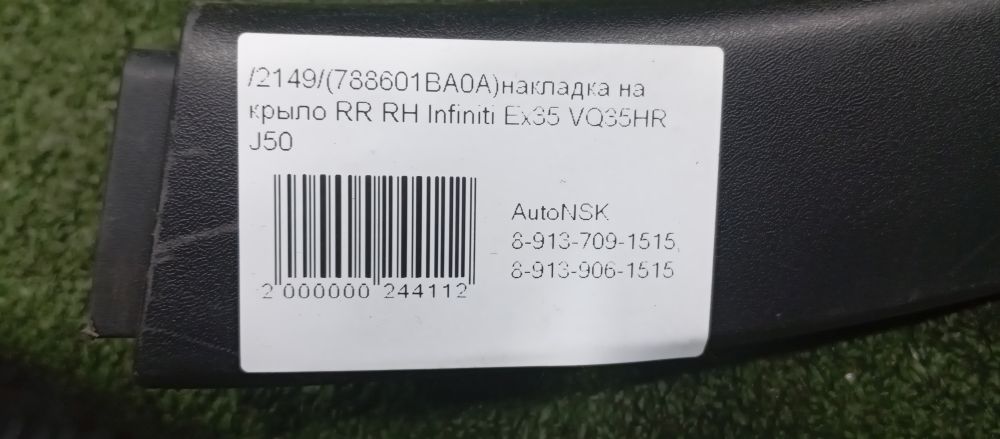 /2149/(788601BA0A)накладка на
крыло RR RH Infiniti Ex35 VQ35HR
J50
AutoNSK
8-913-709-1515,
8-913-906-1515
2 000000 244112